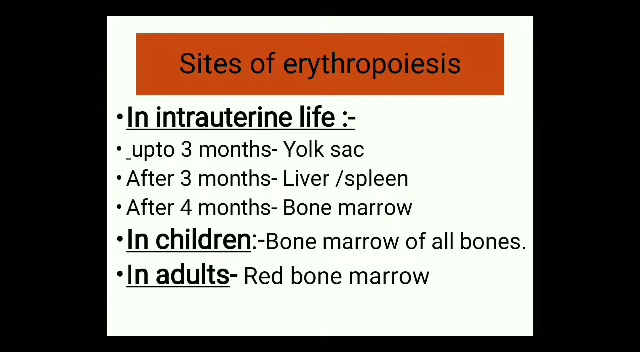 Sites of erythropoiesis
•In intrauterine life :-
• upto 3 months- Yolk sac
•After 3 months- Liver /spleen
•After 4 months- Bone marrow
•In children:-Bone marrow of all bones.
•In adults- Red bone marrow